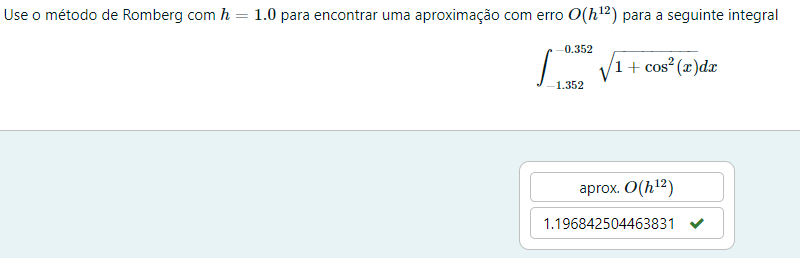 Use o método de Romberg com h = 1.0 para encontrar uma aproximação com erro O(h¹²) para a seguinte integral
∫_{-1.352}^{-0.352} √(1 + cos²(x)) dx
aprox. O(h¹²)
1.196842504463831 ✔